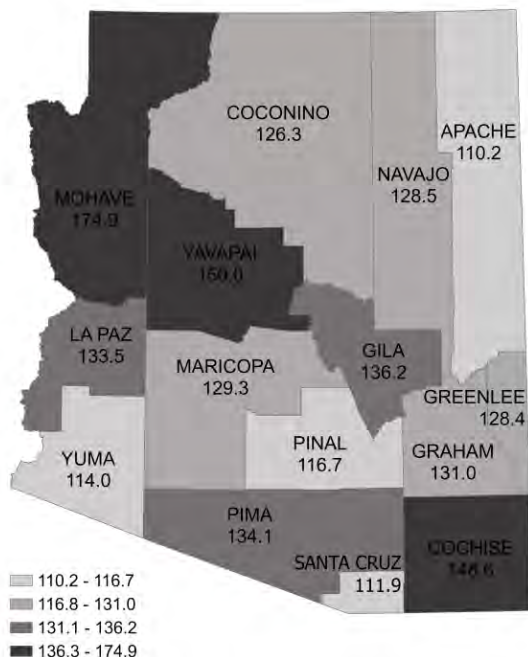 COCONINO
126.3
APACHE
110.2
NAVAJO
128.5
MOHAVE
174.9
YAVAPAI
150.0
LA PAZ
133.5
GILA
136.2
MARICOPA
129.3
GREENLEE
128.4
PINAL
116.7
GRAHAM
131.0
YUMA
114.0
PIMA
134.1
SANTA CRUZ
111.9
COCHISE
146.6
110.2 - 116.7
116.8 - 131.0
131.1 - 136.2
136.3 - 174.9